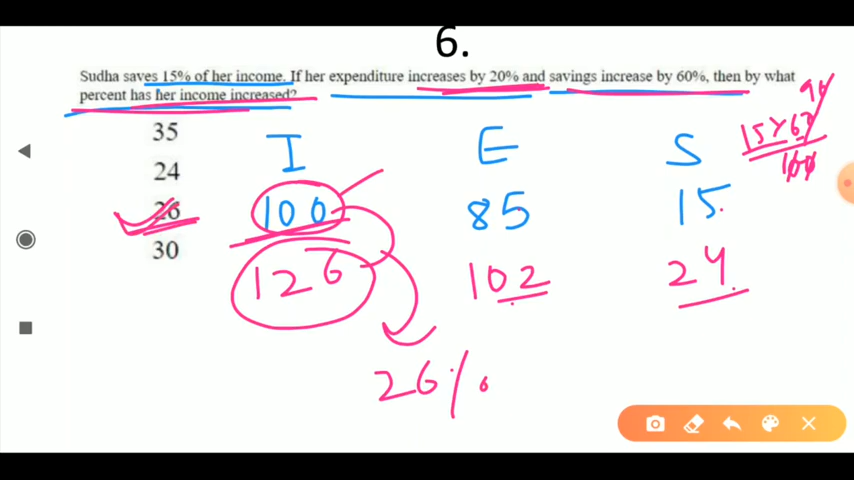 6.
Sudha saves 15% of her income. If her expenditure increases by 20% and savings increase by 60%, then by what
percent has her income increased?
35
24
26
30
I E S
100 85 15
126 102 24
26%
90
15×60
100